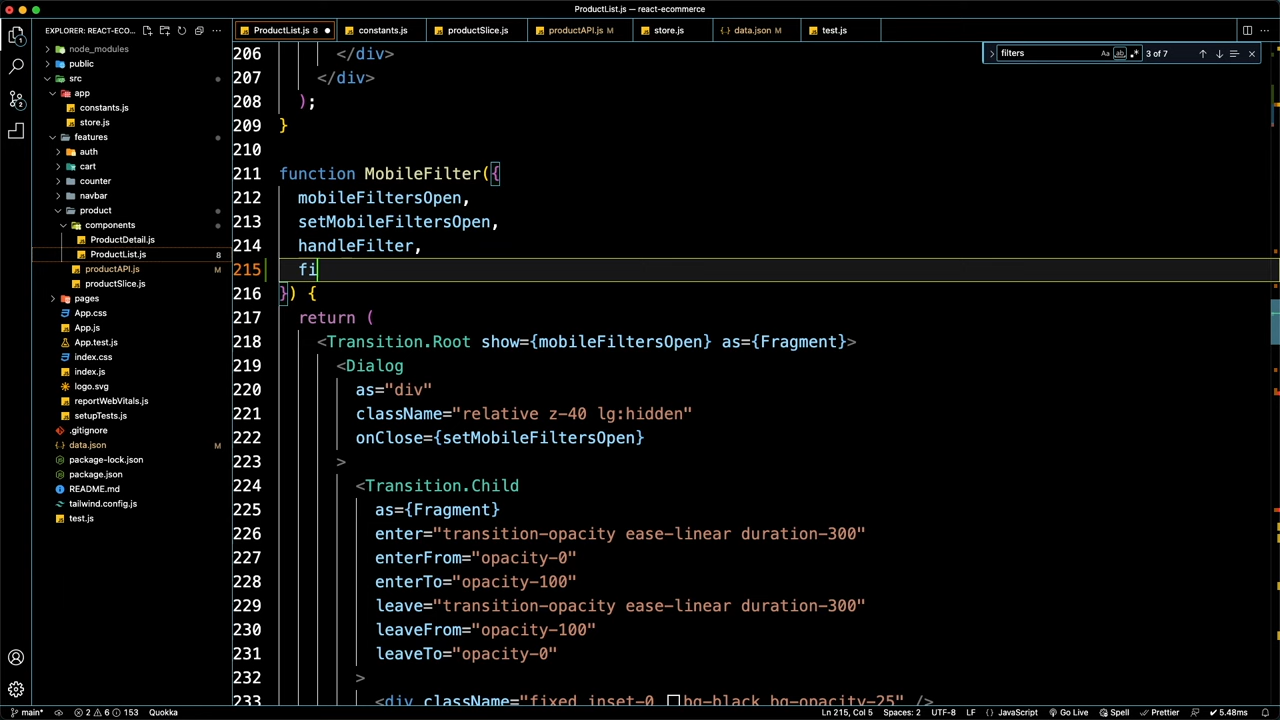 ProductList.js — react-ecommerce
EXPLORER: REACT-ECO...
ProductList.js 8
constants.js
productSlice.js
productAPI.js M
store.js
data.json M
test.js
filters
Aa
ab
3 of 7
node_modules
public
src
app
constants.js
store.js
features
auth
cart
counter
navbar
product
components
ProductDetail.js
ProductList.js 8
productAPI.js M
productSlice.js
pages
App.css
App.js
App.test.js
index.css
index.js
logo.svg
reportWebVitals.js
setupTests.js
.gitignore
data.json M
package-lock.json
package.json
README.md
tailwind.config.js
test.js
206 </div>
207 </div>
208 );
209 }
210
211 function MobileFilter({
212 mobileFiltersOpen,
213 setMobileFiltersOpen,
214 handleFilter,
215 fi
216 }) {
217 return (
218 <Transition.Root show={mobileFiltersOpen} as={Fragment}>
219 <Dialog
220 as="div"
221 className="relative z-40 lg:hidden"
222 onClose={setMobileFiltersOpen}
223 >
224 <Transition.Child
225 as={Fragment}
226 enter="transition-opacity ease-linear duration-300"
227 enterFrom="opacity-0"
228 enterTo="opacity-100"
229 leave="transition-opacity ease-linear duration-300"
230 leaveFrom="opacity-100"
231 leaveTo="opacity-0"
232 >
233 <div className="fixed inset-0 bg-black bg-opacity-25" />
main* 2 6 153 Quokka
Ln 215, Col 5 Spaces: 2 UTF-8 LF {} JavaScript Go Live Spell Prettier 5.48ms